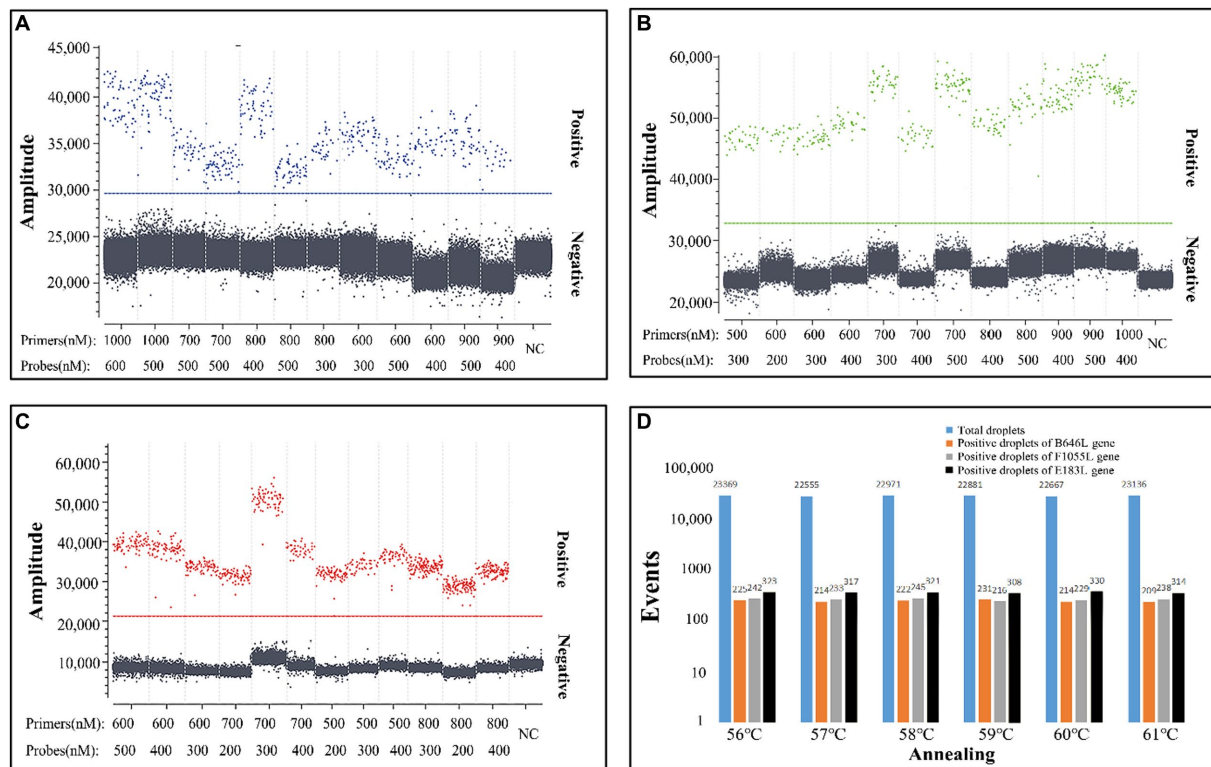 A
45,000
40,000
35,000
30,000
25,000
20,000
Amplitude
Positive
Negative
Primers(nM): 1000 1000 700 700 800 800 800 600 600 600 900 900 NC
Probes(nM): 600 500 500 500 400 500 300 300 500 400 500 400
B
60,000
50,000
40,000
30,000
20,000
Amplitude
Positive
Negative
Primers(nM): 500 600 600 600 700 700 700 800 800 900 900 1000 NC
Probes(nM): 300 200 300 400 300 400 500 400 500 400 500 400
C
60,000
50,000
40,000
30,000
20,000
10,000
Amplitude
Positive
Negative
Primers(nM): 600 600 600 700 700 700 500 500 500 800 800 800 NC
Probes(nM): 500 400 300 200 300 400 200 300 400 300 200 400
D
Total droplets
Positive droplets of B646L gene
Positive droplets of F1055L gene
Positive droplets of E183L gene
100,000
10,000
1000
100
10
1
Events
23369 22555 22971 22881 22667 23136
225 242 323 214 233 317 222 245 321 231 216 308 214 229 330 209 238 314
56°C 57°C 58°C 59°C 60°C 61°C
Annealing